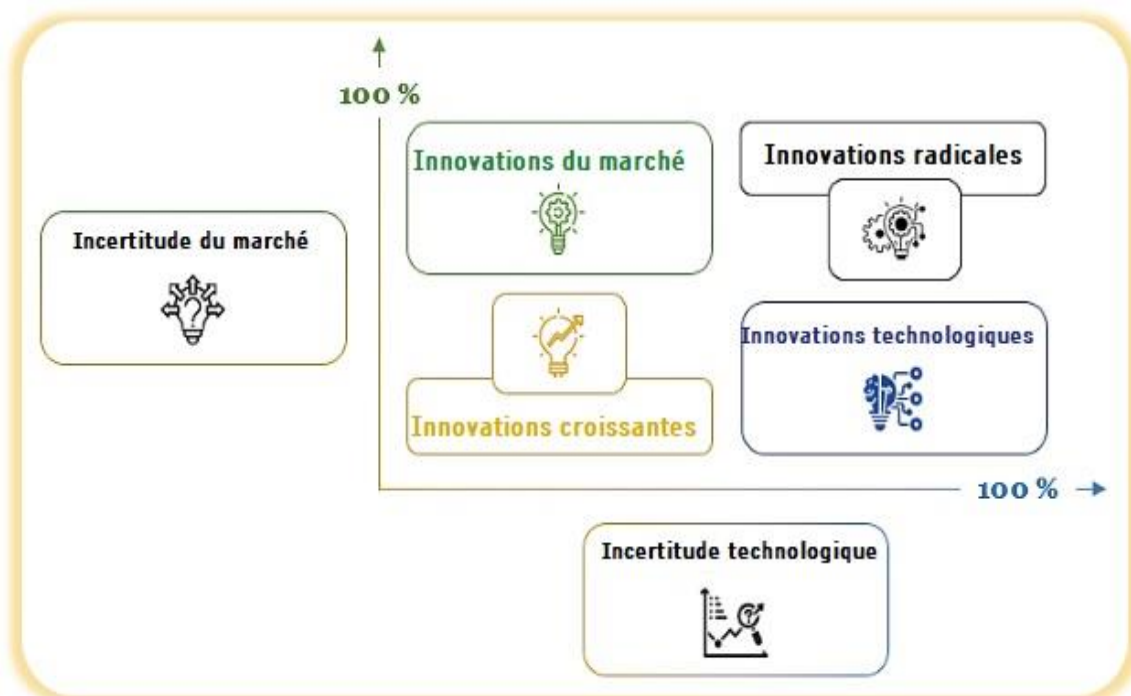 100 %
Innovations du marché
Innovations radicales
Incertitude du marché
Innovations technologiques
Innovations croissantes
100 %
Incertitude technologique